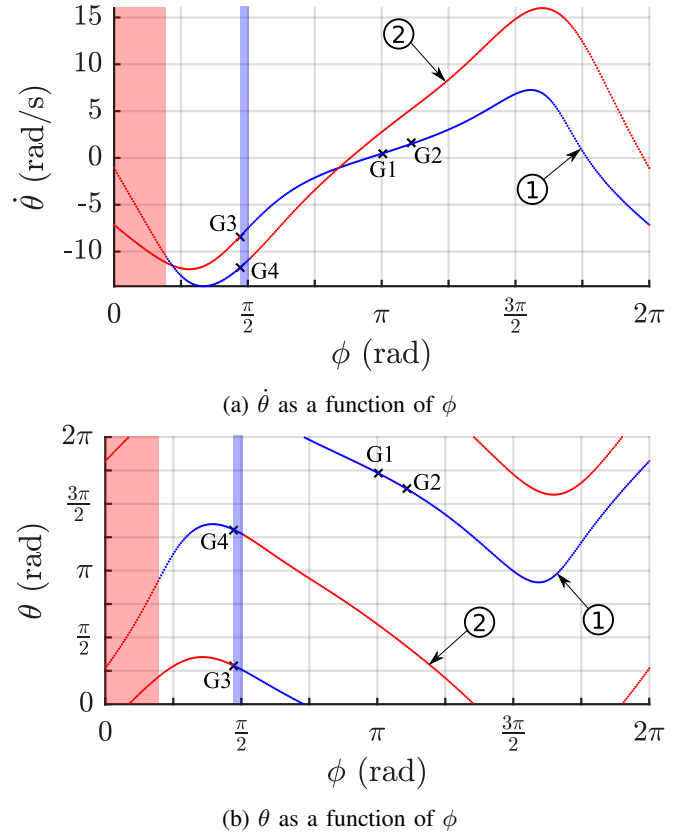 15
10
5
0
-5
-10
θ̇ (rad/s)
②
①
G1
G2
G3
G4
0
π/2
π
3π/2
2π
ϕ (rad)
(a) θ̇ as a function of ϕ
2π
3π/2
π
π/2
0
θ (rad)
G1
G2
G4
G3
②
①
0
π/2
π
3π/2
2π
ϕ (rad)
(b) θ as a function of ϕ